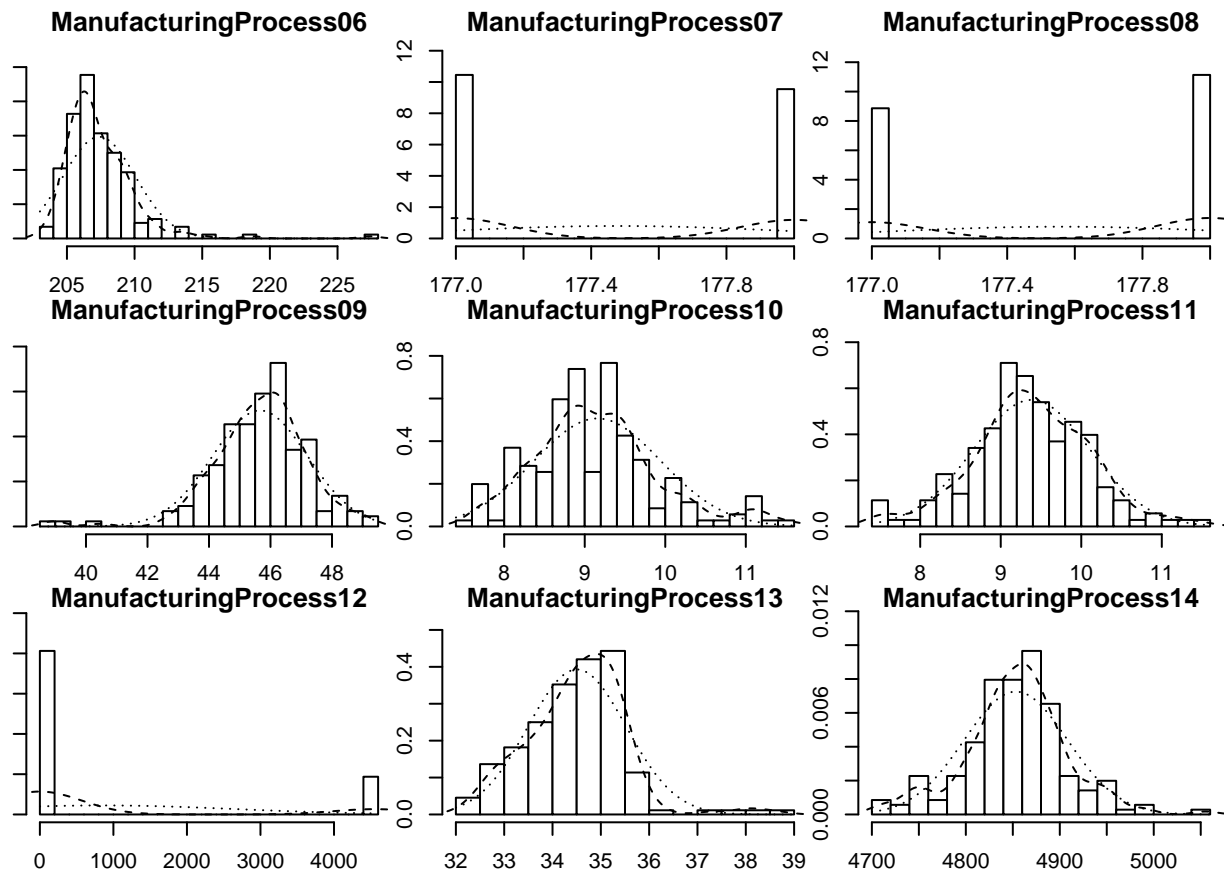 ManufacturingProcess06
ManufacturingProcess07
ManufacturingProcess08
0 2 4 6 8 10 12
0 4 8 12
205 210 215 220 225
177.0 177.4 177.8
177.0 177.4 177.8
ManufacturingProcess09
ManufacturingProcess10
ManufacturingProcess11
0.0 0.4 0.8
0.0 0.4 0.8
40 42 44 46 48
8 9 10 11
8 9 10 11
ManufacturingProcess12
ManufacturingProcess13
ManufacturingProcess14
0.0 0.2 0.4
0.000 0.006 0.012
0 1000 2000 3000 4000
32 33 34 35 36 37 38 39
4700 4800 4900 5000